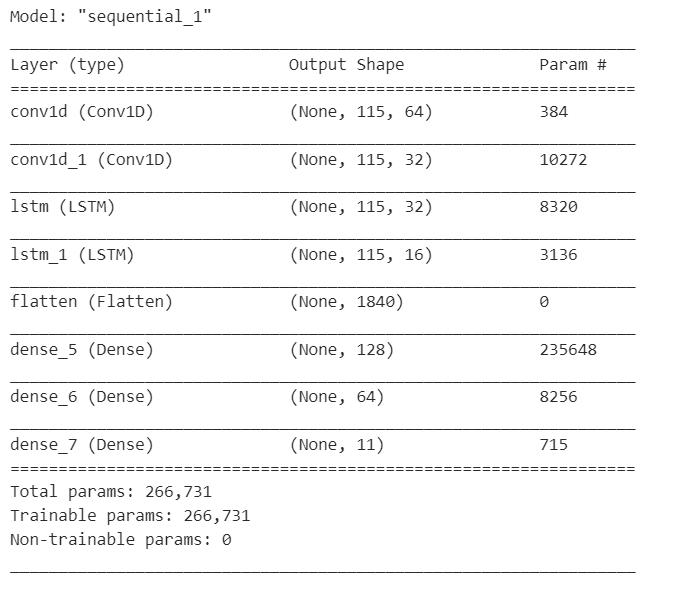 Model: "sequential_1"
_________________________________________________________________
Layer (type)                 Output Shape              Param #
=================================================================
conv1d (Conv1D)              (None, 115, 64)           384
_________________________________________________________________
conv1d_1 (Conv1D)            (None, 115, 32)           10272
_________________________________________________________________
lstm (LSTM)                  (None, 115, 32)           8320
_________________________________________________________________
lstm_1 (LSTM)                (None, 115, 16)           3136
_________________________________________________________________
flatten (Flatten)            (None, 1840)              0
_________________________________________________________________
dense_5 (Dense)              (None, 128)               235648
_________________________________________________________________
dense_6 (Dense)              (None, 64)                8256
_________________________________________________________________
dense_7 (Dense)              (None, 11)                715
=================================================================
Total params: 266,731
Trainable params: 266,731
Non-trainable params: 0
_________________________________________________________________